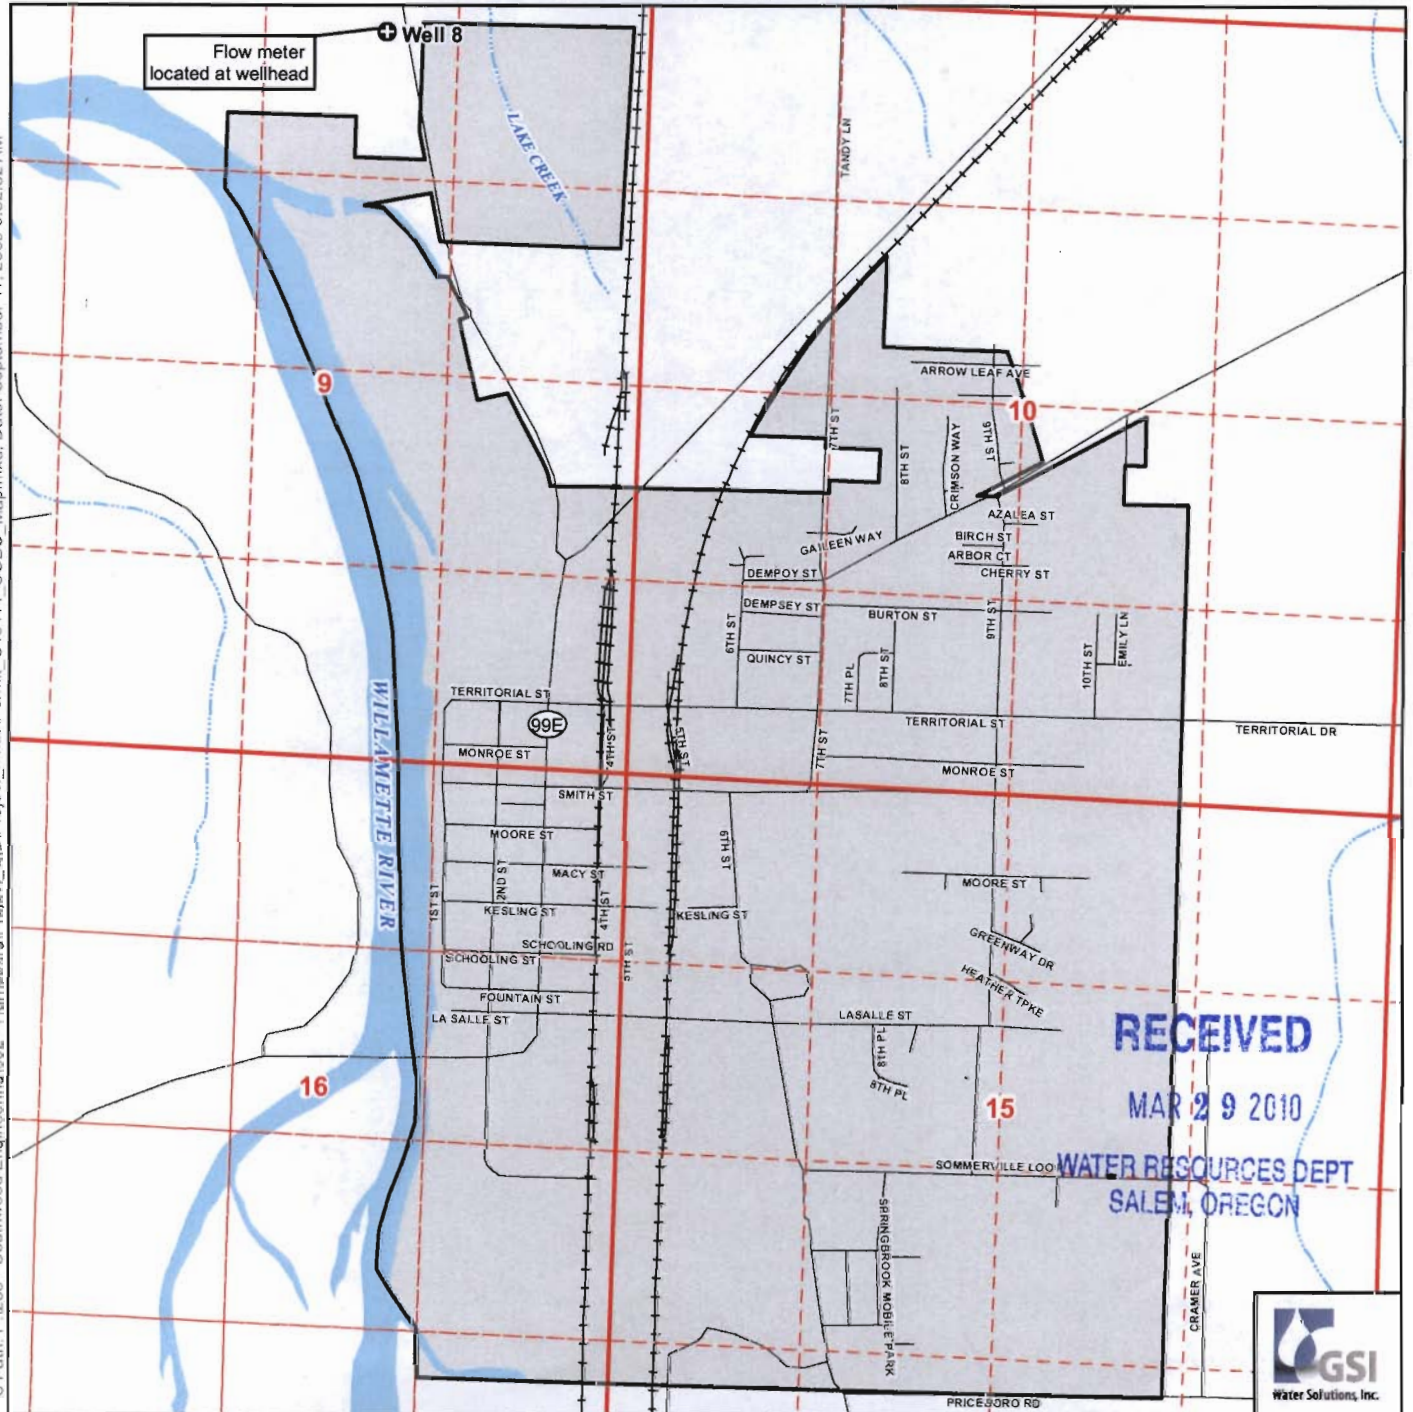 Well 8
Flow meter
located at wellhead
LAKE CREEK
TANDY LN
ARROW LEAF AVE
9
10
7TH ST
8TH ST
CRIMSON WAY
9TH ST
AZALEA ST
GAILEEN WAY
BIRCH ST
ARBOR CT
CHERRY ST
DEMPOY ST
DEMPSEY ST
BURTON ST
9TH ST
6TH ST
QUINCY ST
7TH PL
8TH ST
10TH ST
EMILY LN
TERRITORIAL ST
99E
TERRITORIAL ST
TERRITORIAL DR
WILLAMETTE RIVER
MONROE ST
4TH ST
5TH ST
7TH ST
MONROE ST
SMITH ST
MOORE ST
6TH ST
MACY ST
2ND ST
1ST ST
KESLING ST
4TH ST
KESLING ST
MOORE ST
SCHOOLING RD
SCHOOLING ST
5TH ST
GREENWAY DR
HEATHER TPKE
FOUNTAIN ST
LA SALLE ST
LASALLE ST
8TH PL
8TH PL
16
15
RECEIVED
MAR 29 2010
WATER RESOURCES DEPT
SALEM, OREGON
SOMMERVILLE LOO
SPRINGBROOK MOBILE PARK
CRAMER AVE
PRICEBORO RD
GSI
Water Solutions, Inc.